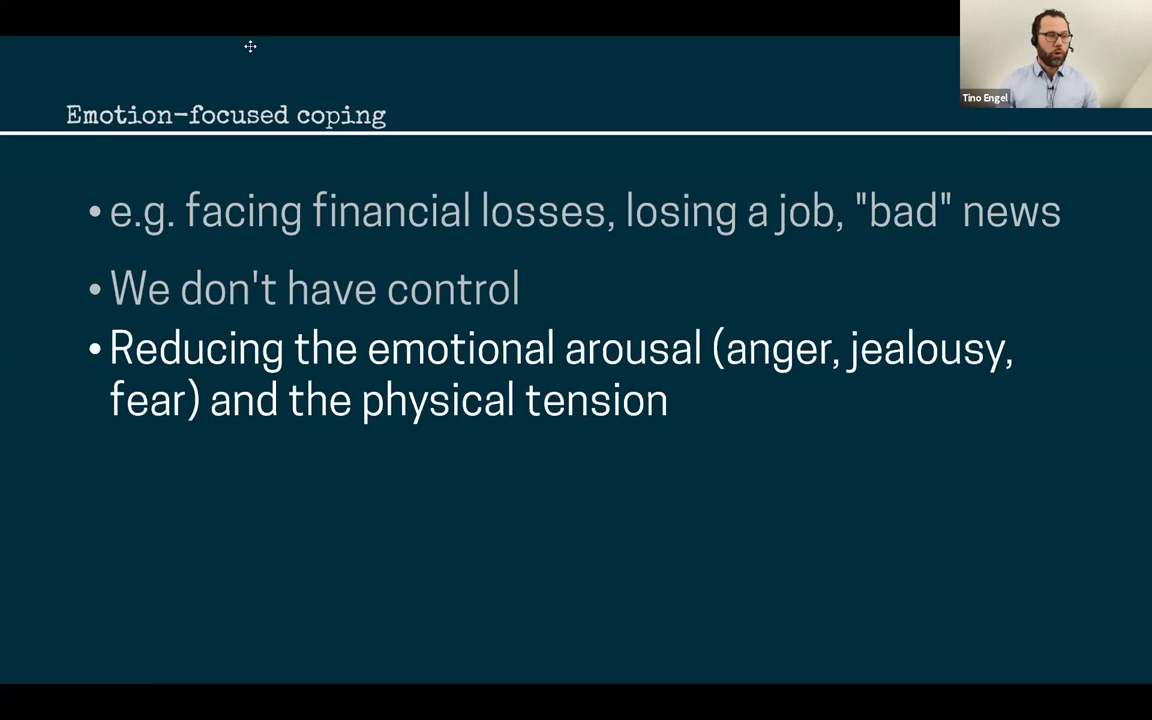 Tino Engel
Emotion-focused coping
• e.g. facing financial losses, losing a job, "bad" news
• We don't have control
• Reducing the emotional arousal (anger, jealousy,
fear) and the physical tension